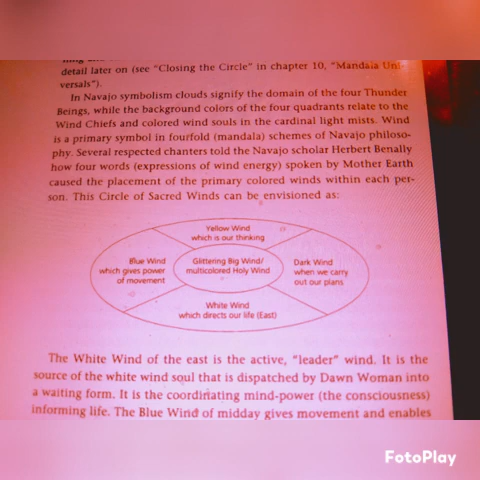 detail later on (see "Closing the Circle" in chapter 10, "Mandala Uni-
versals").
In Navajo symbolism clouds signify the domain of the four Thunder
Beings, while the background colors of the four quadrants relate to the
Wind Chiefs and colored wind souls in the cardinal light mists. Wind
is a primary symbol in fourfold (mandala) schemes of Navajo philoso-
phy. Several respected chanters told the Navajo scholar Herbert Benally
how four words (expressions of wind energy) spoken by Mother Earth
caused the placement of the primary colored winds within each per-
son. This Circle of Sacred Winds can be envisioned as:
Yellow Wind
which is our thinking
Blue Wind
which gives power
of movement
Glittering Big Wind/
multicolored Holy Wind
Dark Wind
when we carry
out our plans
White Wind
which directs our life (East)
The White Wind of the east is the active, "leader" wind. It is the
source of the white wind soul that is dispatched by Dawn Woman into
a waiting form. It is the coordinating mind-power (the consciousness)
informing life. The Blue Wind of midday gives movement and enables
FotoPlay